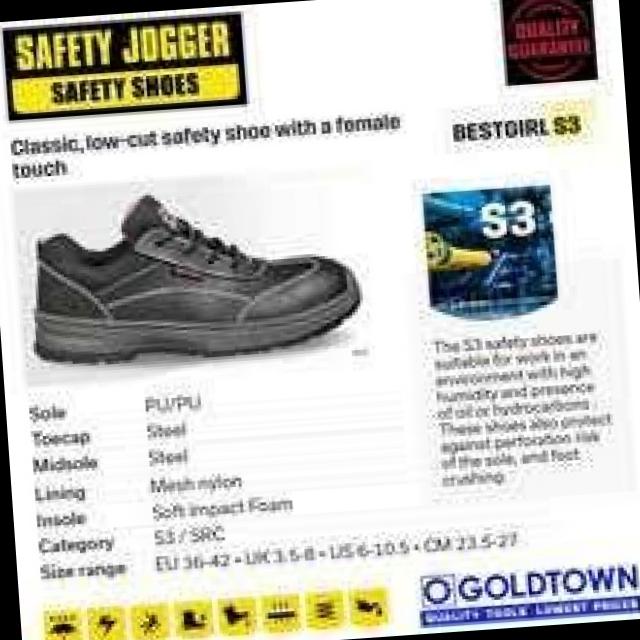 SAFETY JOGGER
SAFETY SHOES
QUALITY
GUARANTEE
Classic, low-cut safety shoe with a female
touch
BESTGIRL S3
S3
The S3 safety shoes are
suitable for work in an
environment with high
humidity and presence
of oil or hydrocarbons.
These shoes also protect
against perforation risk
of the sole, and foot
crushing.
Sole PU/PU
Toecap Steel
Midsole Steel
Lining Mesh nylon
Insole Soft Impact Foam
Category S3 / SRC
Size range EU 36-42 • UK 3.5-8 • US 6-10.5 • CM 23.5-27
GOLDTOWN
QUALITY TOOLS LOWEST PRICES